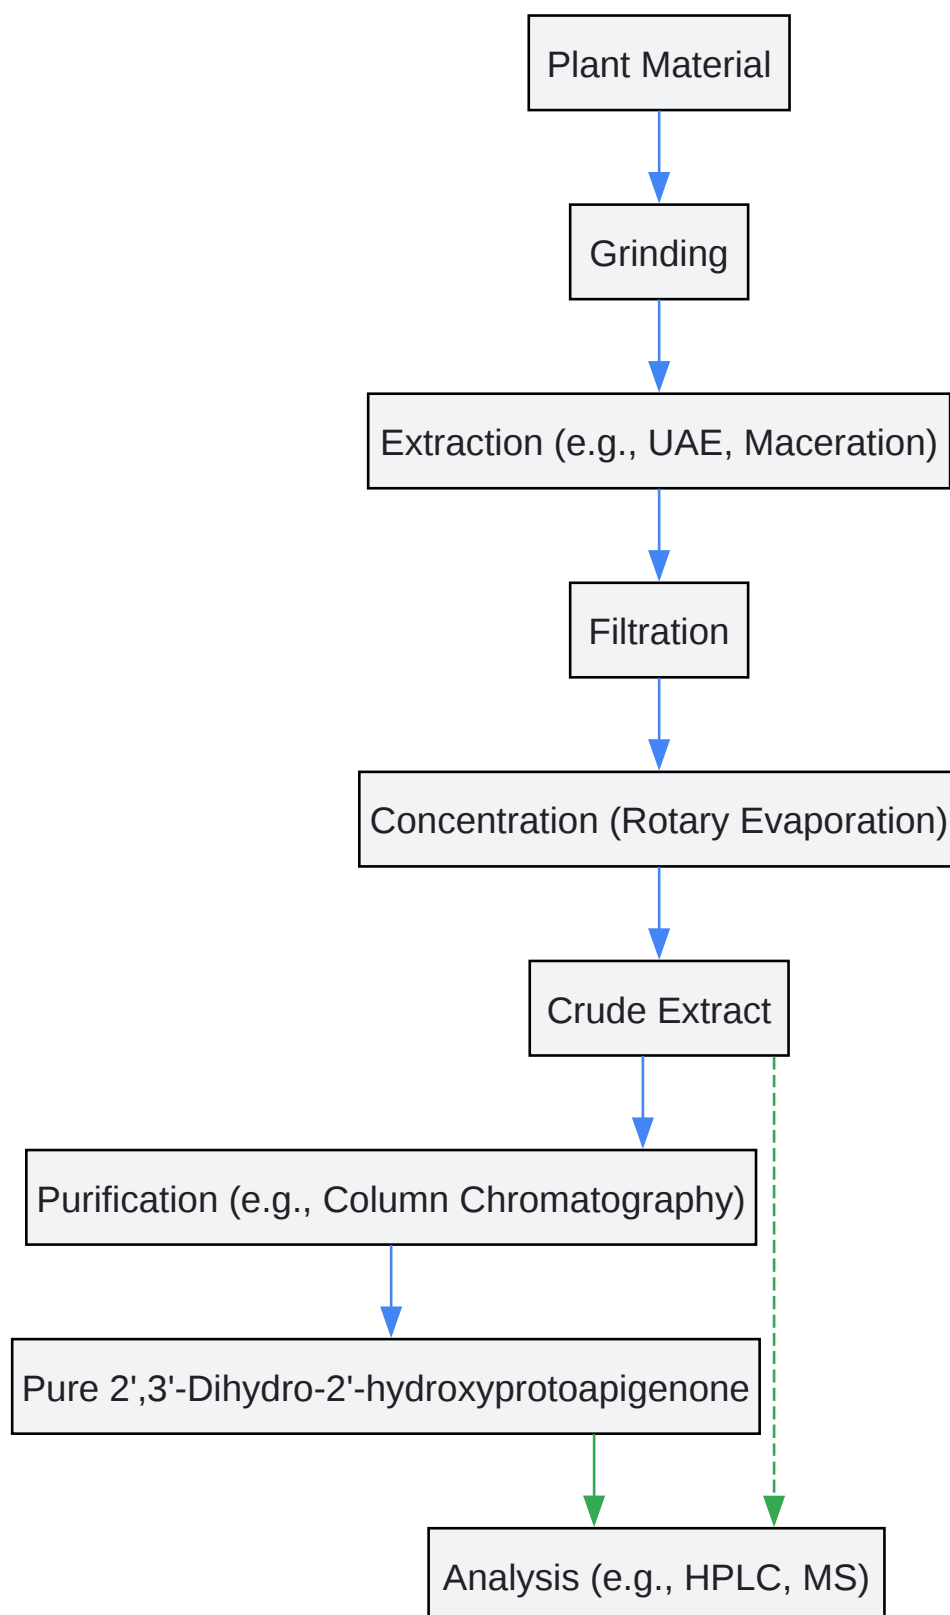 Plant Material
Grinding
Extraction (e.g., UAE, Maceration)
Filtration
Concentration (Rotary Evaporation)
Crude Extract
Purification (e.g., Column Chromatography)
Pure 2',3'-Dihydro-2'-hydroxyprotoapigenone
Analysis (e.g., HPLC, MS)